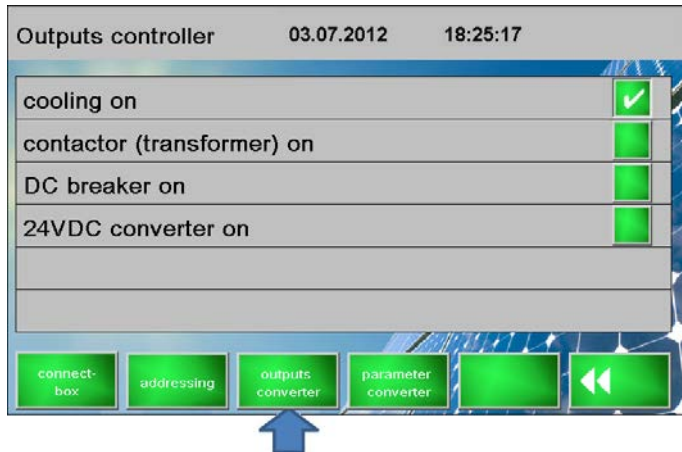 Outputs controller 03.07.2012 18:25:17
cooling on
contactor (transformer) on
DC breaker on
24VDC converter on
connect-
box
addressing
outputs
converter
parameter
converter